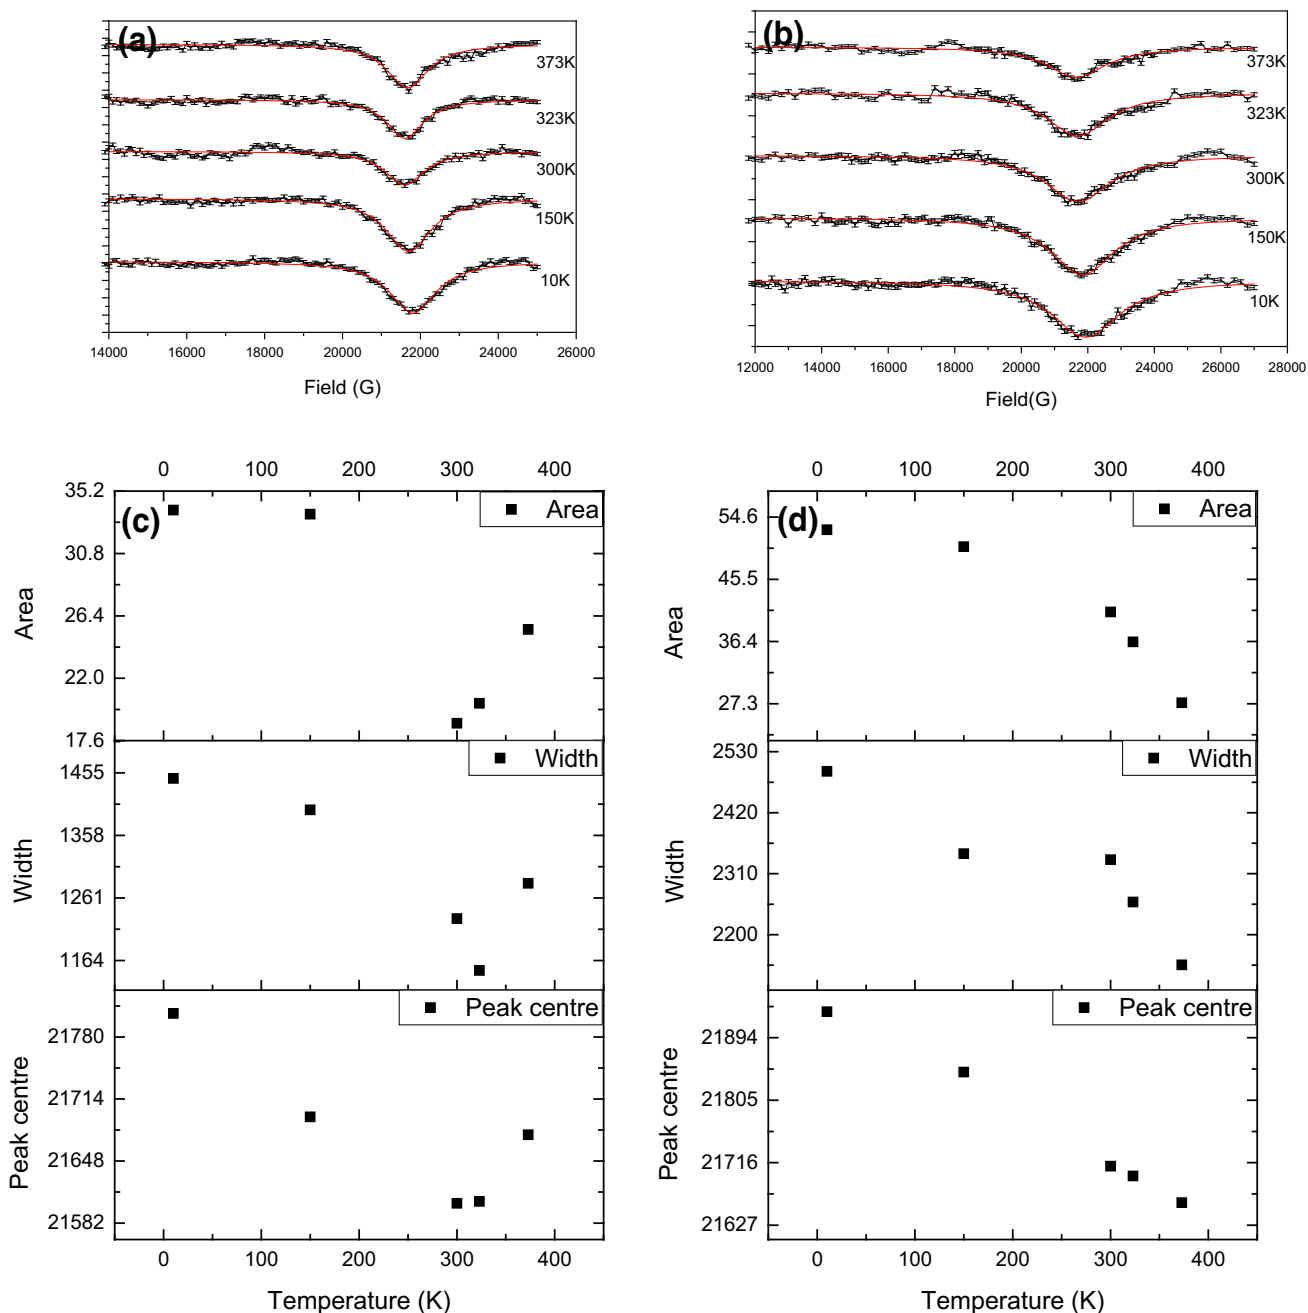 (a)
373K
323K
300K
150K
10K
14000 16000 18000 20000 22000 24000 26000
Field (G)
(b)
373K
323K
300K
150K
10K
12000 14000 16000 18000 20000 22000 24000 26000 28000
Field(G)
0 100 200 300 400
(c)
Area
35.2
30.8
26.4
22.0
17.6
Area
Width
1455
1358
1261
1164
Width
Peak centre
21780
21714
21648
21582
Peak centre
0 100 200 300 400
Temperature (K)
0 100 200 300 400
(d)
Area
54.6
45.5
36.4
27.3
Area
Width
2530
2420
2310
2200
Width
Peak centre
21894
21805
21716
21627
Peak centre
0 100 200 300 400
Temperature (K)